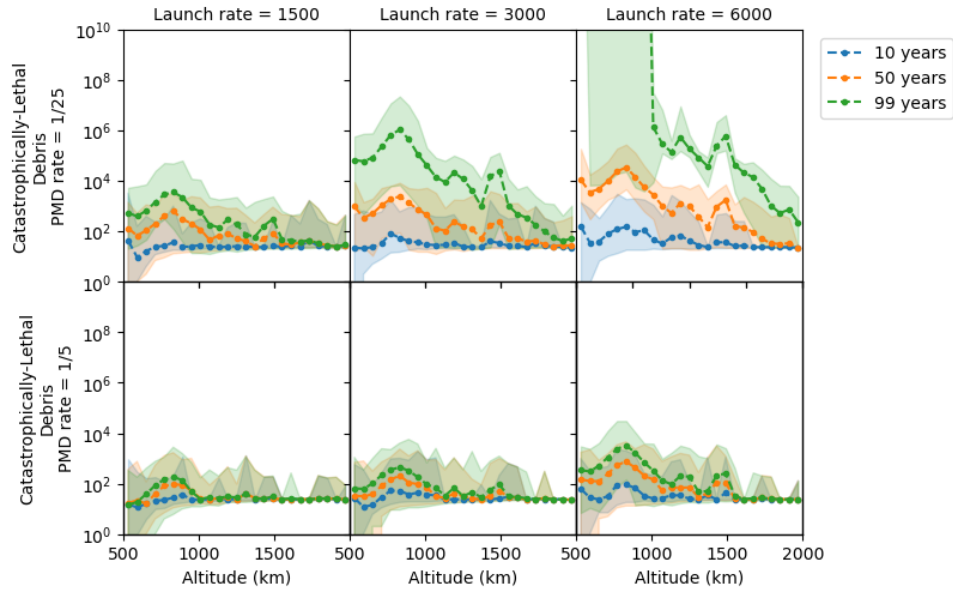 Launch rate = 1500
Launch rate = 3000
Launch rate = 6000
10 years
50 years
99 years
Catastrophically-Lethal
Debris
PMD rate = 1/25
10^10
10^8
10^6
10^4
10^2
10^0
Catastrophically-Lethal
Debris
PMD rate = 1/5
10^8
10^6
10^4
10^2
10^0
500 1000 1500 500 1000 1500 500 1000 1500 2000
Altitude (km) Altitude (km) Altitude (km)